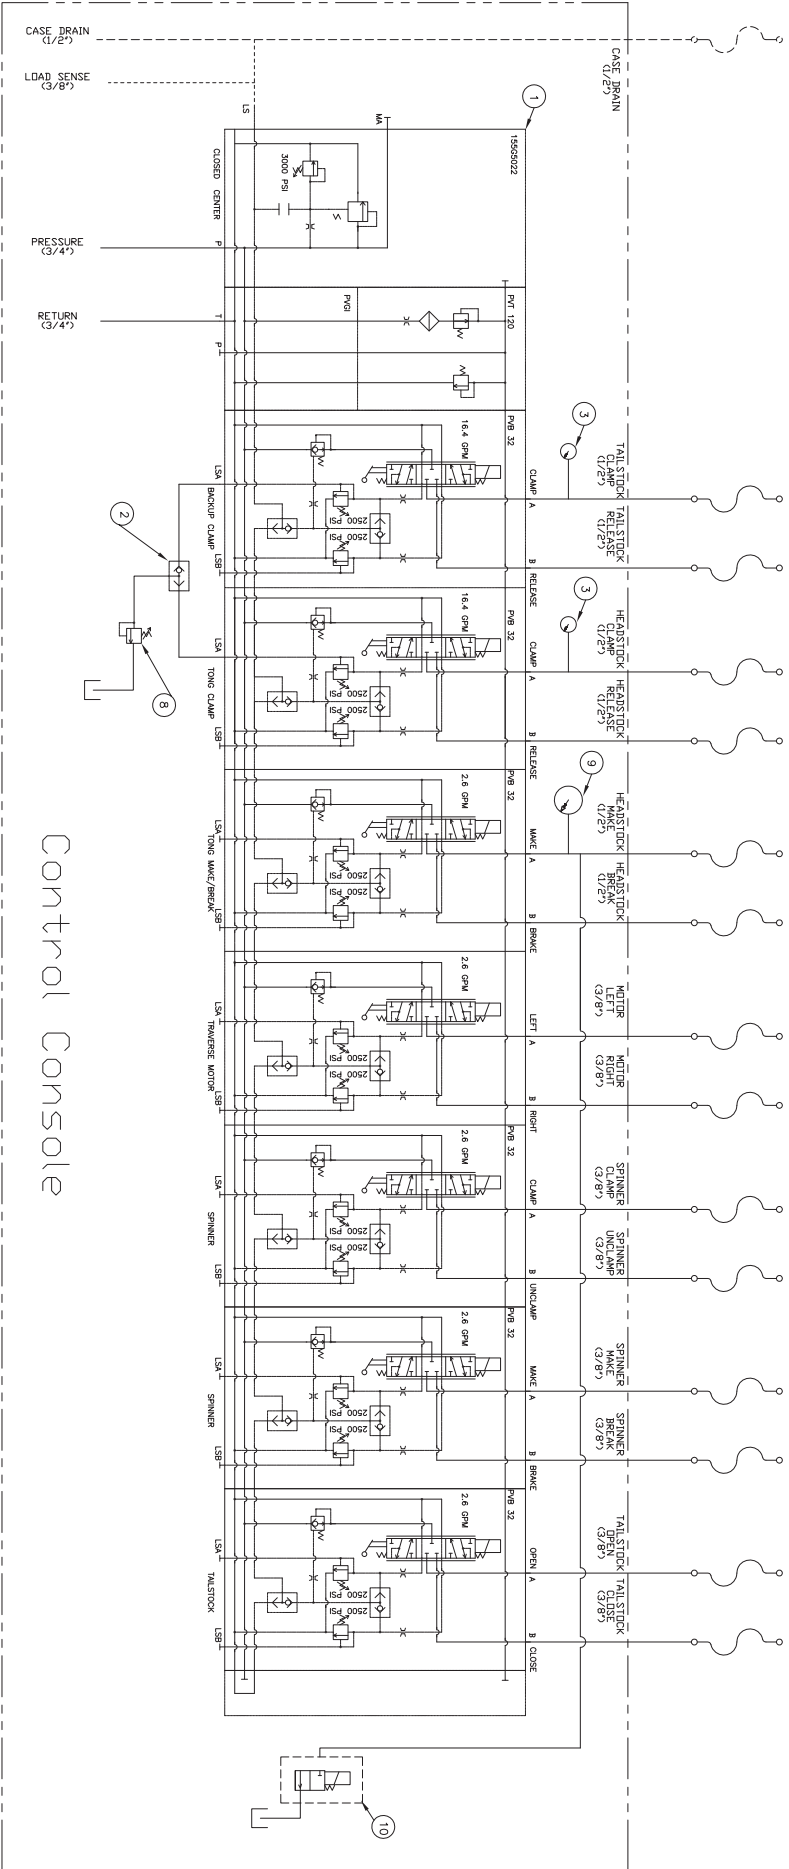 CASE DRAIN
(1/2")
LOAD SENSE
(3/8")
PRESSURE
(3/4")
RETURN
(3/4")
CASE DRAIN
(1/2")
TAILSTOCK
CLAMP
(1/2")
TAILSTOCK
RELEASE
(1/2")
HEADSTOCK
CLAMP
(1/2")
HEADSTOCK
RELEASE
(1/2")
HEADSTOCK
MAKE
(1/2")
HEADSTOCK
BREAK
(1/2")
MOTOR
LEFT
(3/8")
MOTOR
RIGHT
(3/8")
SPINNER
CLAMP
(3/8")
SPINNER
UNCLAMP
(3/8")
SPINNER
MAKE
(3/8")
SPINNER
BREAK
(3/8")
TAILSTOCK
OPEN
(3/8")
TAILSTOCK
CLOSE
(3/8")
1
3
3
9
155G5022
MA
LS
3000 PSI
CLOSED CENTER
P
PVT 120
PVGI
T
P
CLAMP A
B RELEASE
PVB 32
16.4 GPM
2500 PSI
2500 PSI
LSA
BACKUP CLAMP
LSB
CLAMP A
B RELEASE
PVB 32
16.4 GPM
2500 PSI
2500 PSI
LSA
TONG CLAMP
LSB
MAKE A
B BRAKE
PVB 32
2.6 GPM
2500 PSI
2500 PSI
LSA
TONG MAKE/BREAK
LSB
LEFT A
B RIGHT
2.6 GPM
2500 PSI
2500 PSI
LSA
TRAVERSE MOTOR
LSB
CLAMP A
B UNCLAMP
PVB 32
2.6 GPM
2500 PSI
2500 PSI
LSA
SPINNER
LSB
MAKE A
B BRAKE
PVB 32
2.6 GPM
2500 PSI
2500 PSI
LSA
SPINNER
LSB
OPEN A
B CLOSE
PVB 32
2.6 GPM
2500 PSI
2500 PSI
LSA
TAILSTOCK
LSB
2
8
10
Control Console